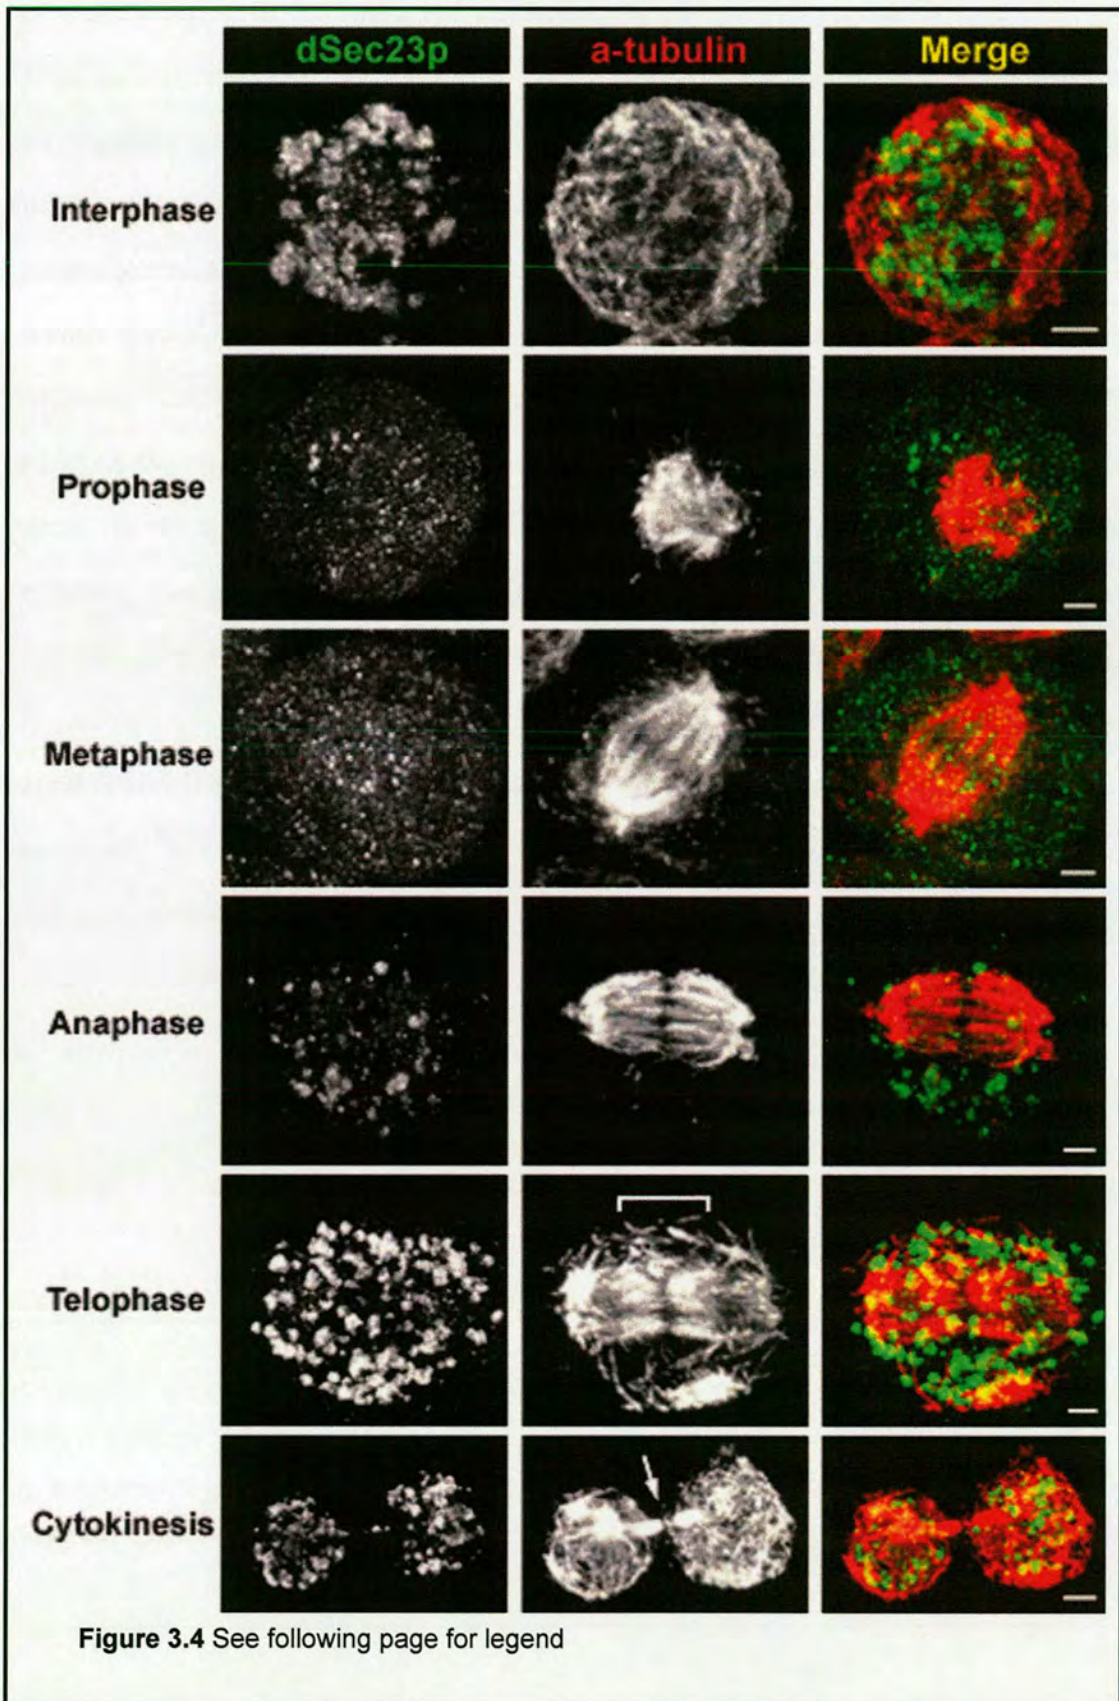 dSec23p a-tubulin Merge
Interphase
Prophase
Metaphase
Anaphase
Telophase
Cytokinesis
Figure 3.4 See following page for legend